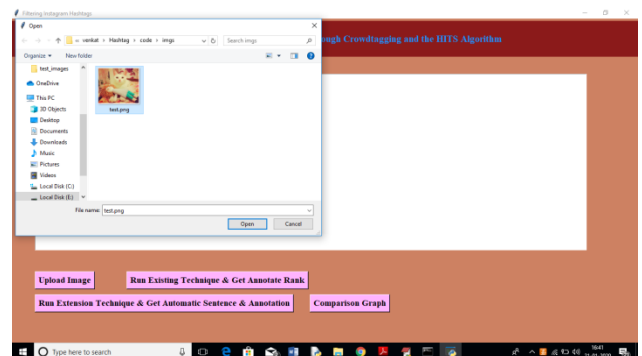 Filtering Instagram Hashtags
Open
« venkat › Hashtag › code › imgs
Search imgs
ough Crowdtagging and the HITS Algorithm
Organize
New folder
test_images
OneDrive
This PC
3D Objects
Desktop
Documents
Downloads
Music
Pictures
Videos
Local Disk (C:)
Local Disk (E:)
test.png
File name: test.png
Open
Cancel
Upload Image
Run Existing Technique & Get Annotate Rank
Run Extension Technique & Get Automatic Sentence & Annotation
Comparison Graph
Type here to search
16:41